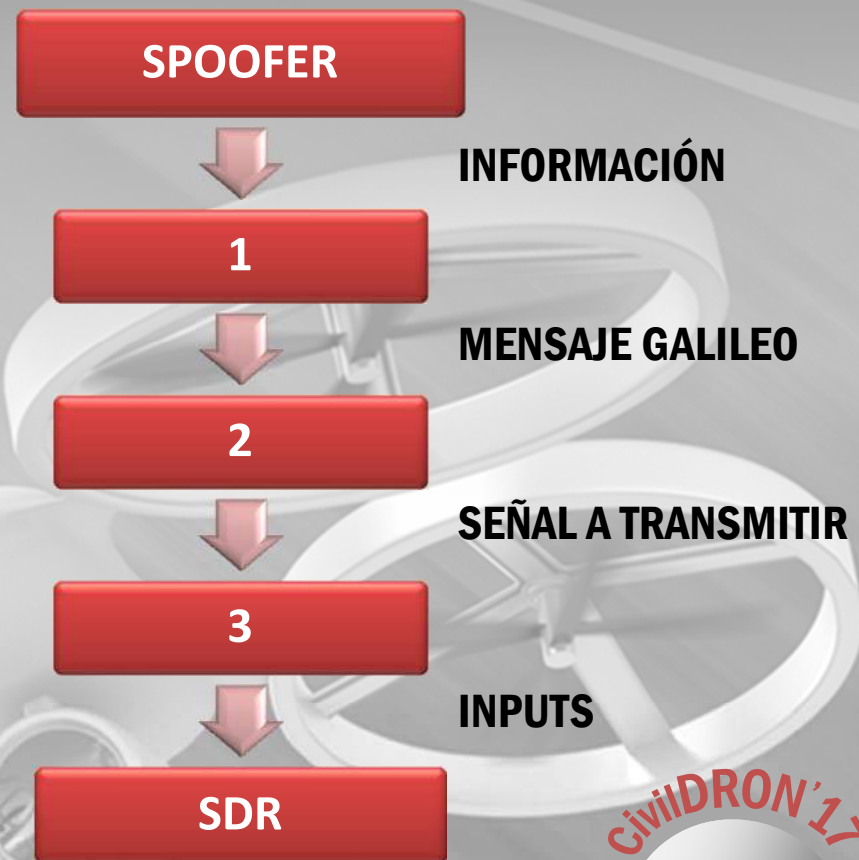 SPOOFER
INFORMACIÓN
1
MENSAJE GALILEO
2
SEÑAL A TRANSMITIR
3
INPUTS
SDR
CivilDRON'17